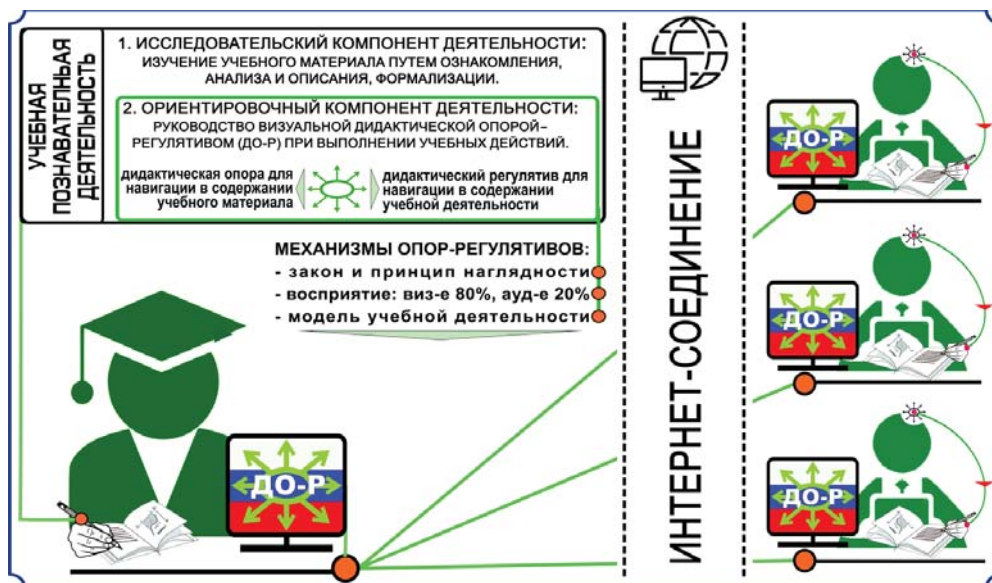 УЧЕБНАЯ
ПОЗНАВАТЕЛНЬАЯ
ДЕЯТЕЛЬНОСТЬ
1. ИССЛЕДОВАТЕЛЬСКИЙ КОМПОНЕНТ ДЕЯТЕЛЬНОСТИ:
ИЗУЧЕНИЕ УЧЕБНОГО МАТЕРИАЛА ПУТЕМ ОЗНАКОМЛЕНИЯ,
АНАЛИЗА И ОПИСАНИЯ, ФОРМАЛИЗАЦИИ.
2. ОРИЕНТИРОВОЧНЫЙ КОМПОНЕНТ ДЕЯТЕЛЬНОСТИ:
РУКОВОДСТВО ВИЗУАЛЬНОЙ ДИДАКТИЧЕСКОЙ ОПОРОЙ–
РЕГУЛЯТИВОМ (ДО-Р) ПРИ ВЫПОЛНЕНИИ УЧЕБНЫХ ДЕЙСТВИЙ.
дидактическая опора для
навигации в содержании
учебного материала
дидактический регулятив для
навигации в содержании
учебной деятельности
МЕХАНИЗМЫ ОПОР-РЕГУЛЯТИВОВ:
- закон и принцип наглядности
- восприятие: виз-е 80%, ауд-е 20%
- модель учебной деятельности
ДО-Р
ИНТЕРНЕТ-СОЕДИНЕНИЕ
ДО-Р
ДО-Р
ДО-Р